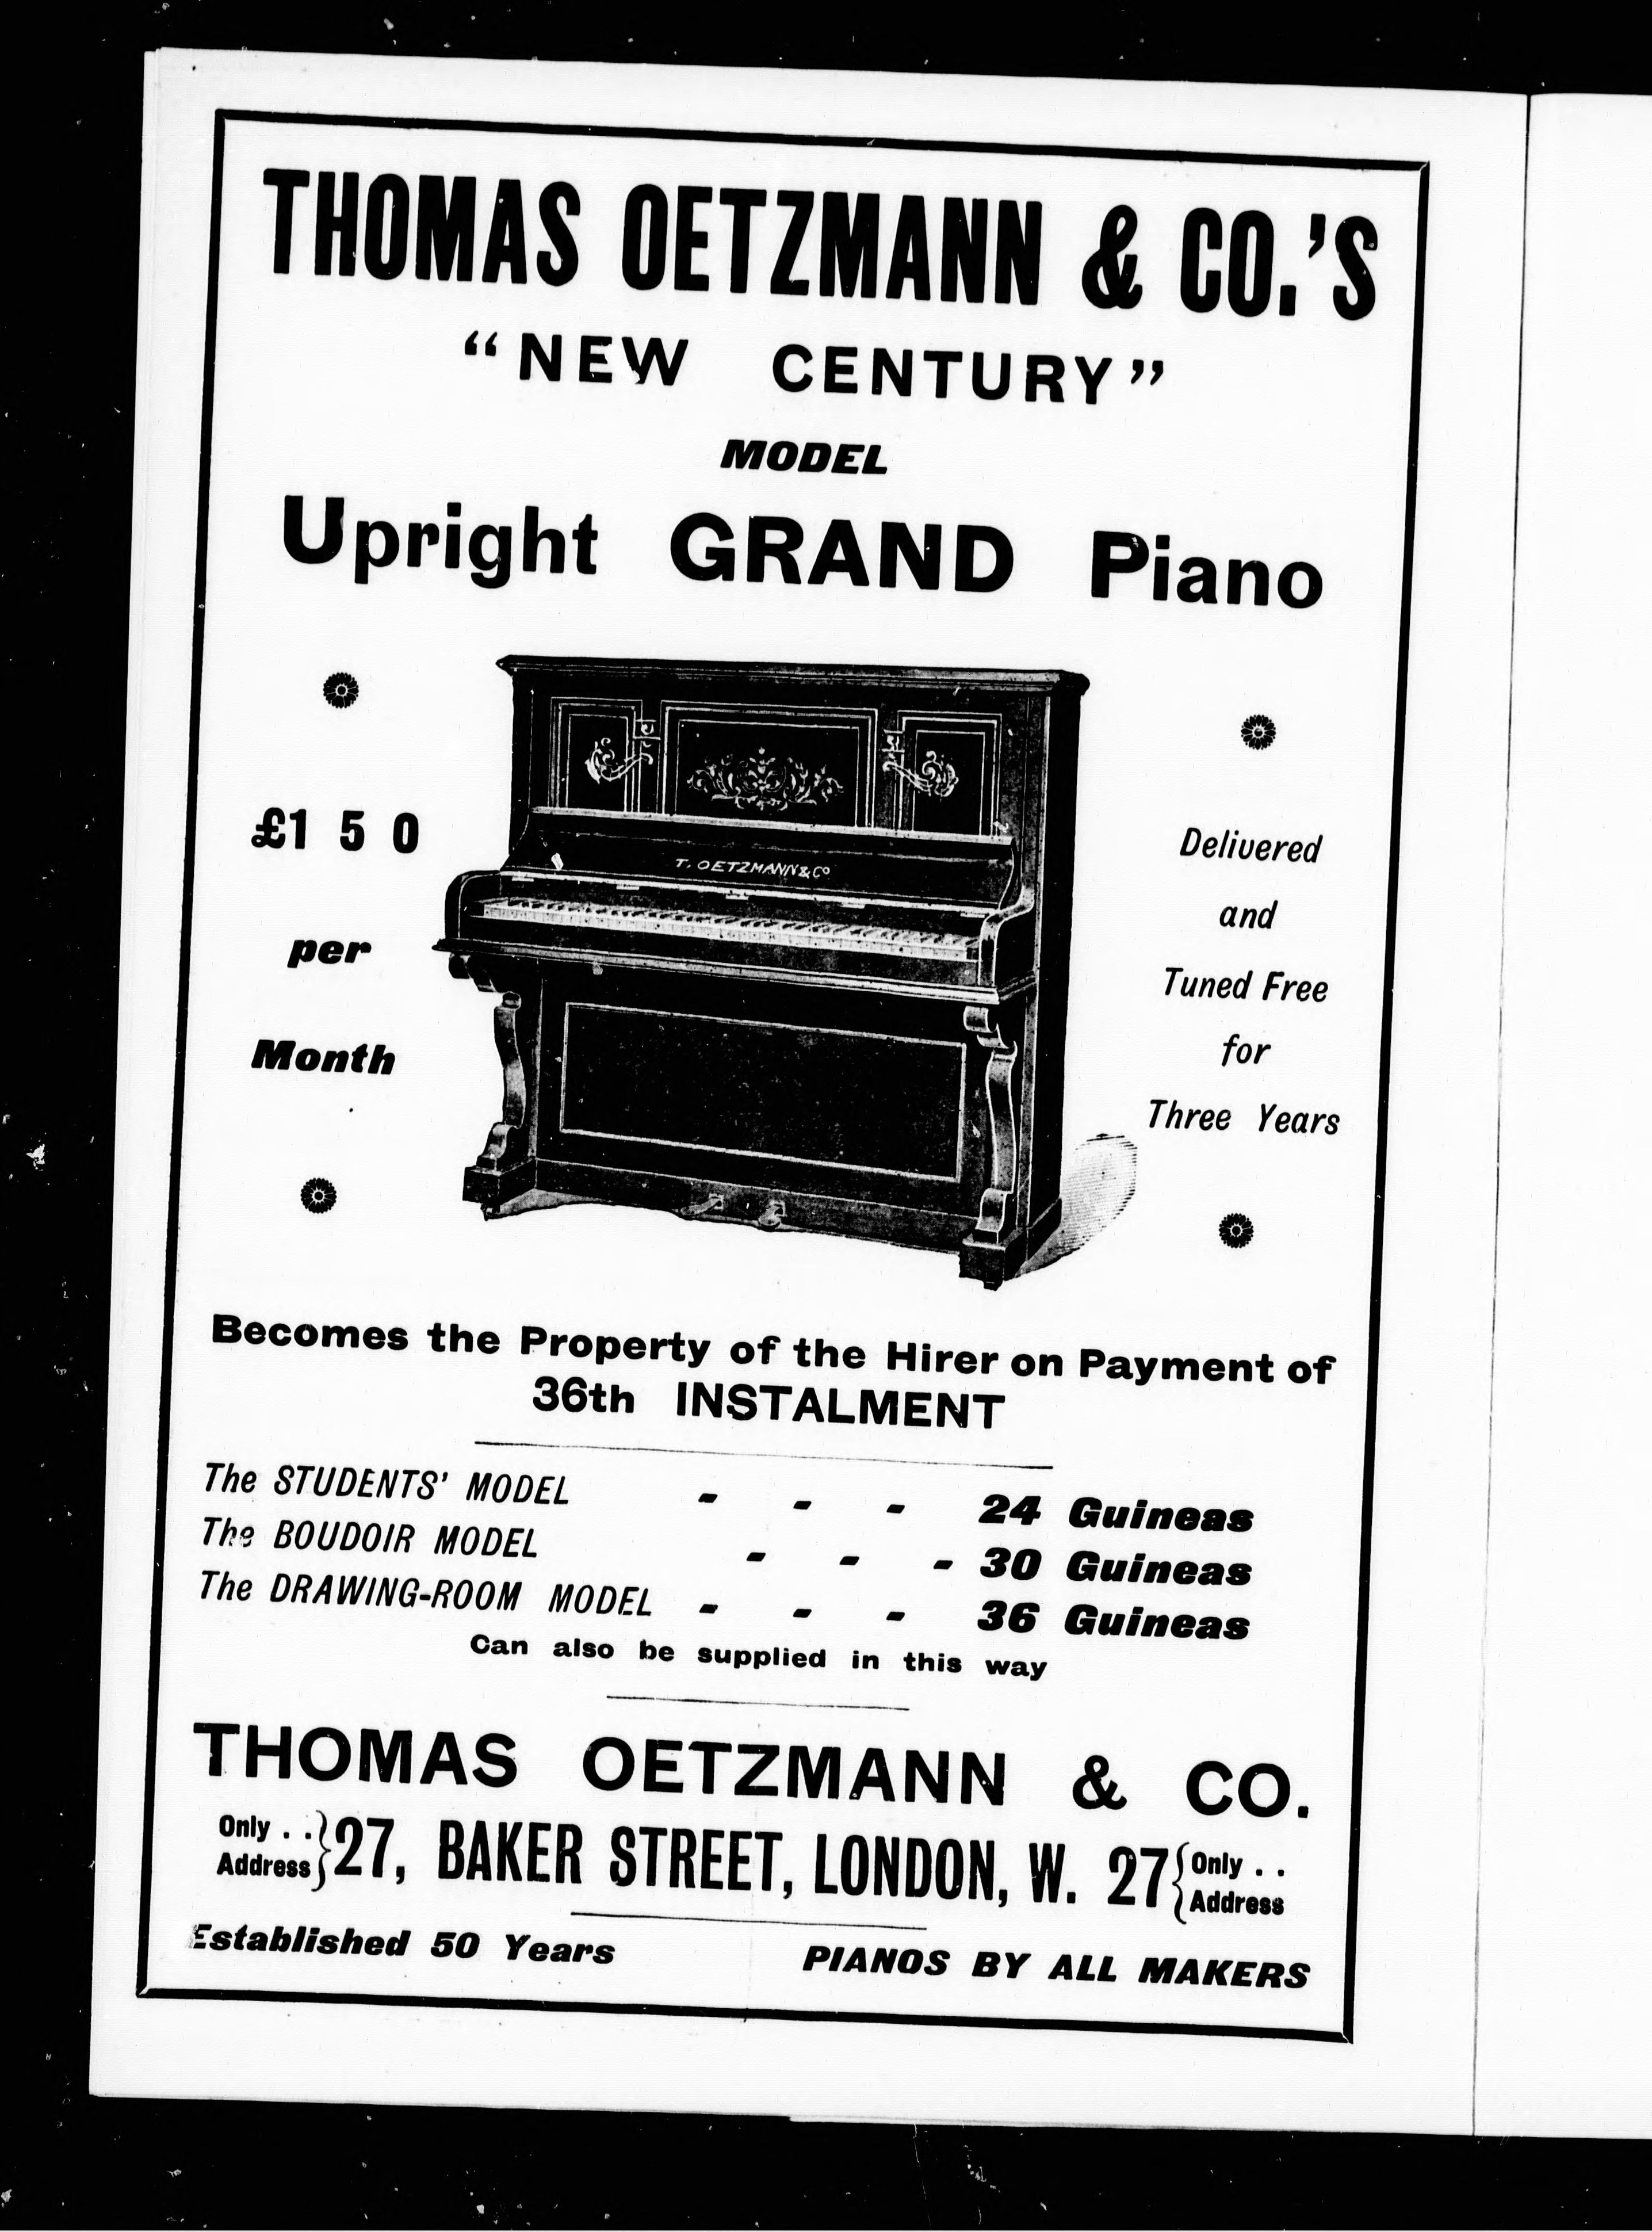 THOMAS OETZMANN & CO.'S
"NEW CENTURY"
MODEL
Upright GRAND Piano
£1 5 0
per
Month
T. OETZMANN & CO
Delivered
and
Tuned Free
for
Three Years
Becomes the Property of the Hirer on Payment of
36th INSTALMENT
The STUDENTS' MODEL - - - 24 Guineas
The BOUDOIR MODEL - - - 30 Guineas
The DRAWING-ROOM MODEL - - - 36 Guineas
Can also be supplied in this way
THOMAS OETZMANN & CO.
Only . . Address } 27, BAKER STREET, LONDON, W. 27 { Only . . Address
Established 50 Years PIANOS BY ALL MAKERS